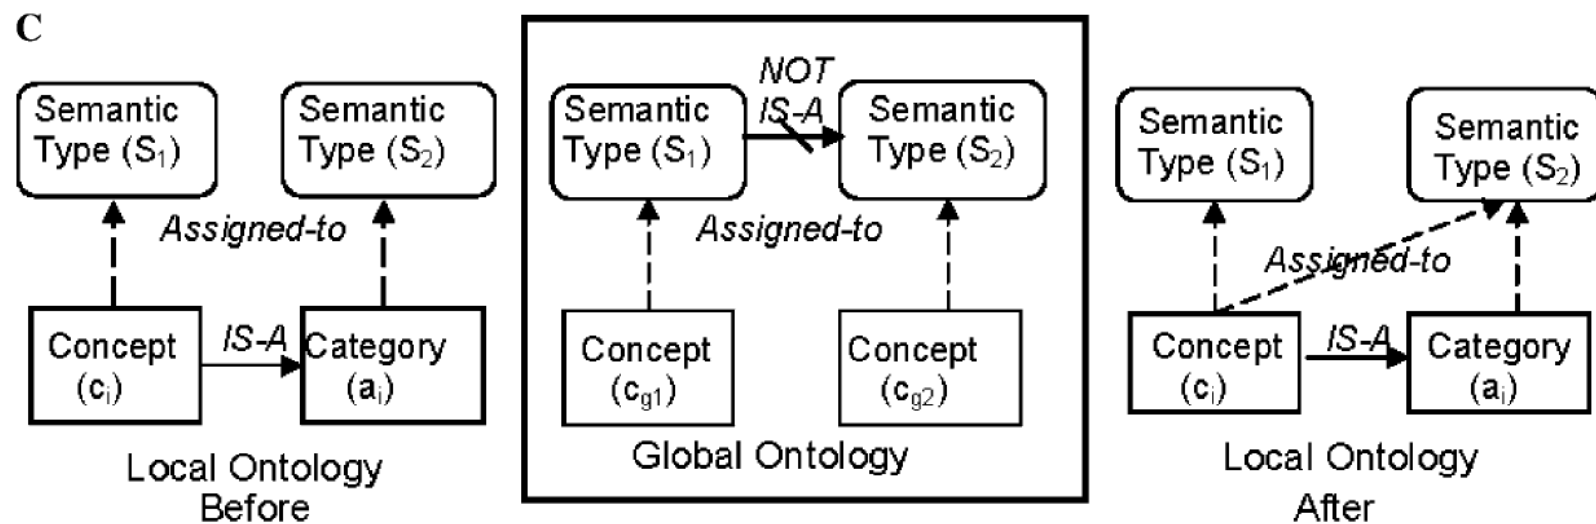 C
Semantic
Type (S₁)
Semantic
Type (S₂)
Assigned-to
Concept
(cᵢ)
IS-A
Category
(aᵢ)
Local Ontology
Before
NOT
IS-A
Semantic
Type (S₁)
Semantic
Type (S₂)
Assigned-to
Concept
(c_g1)
Concept
(c_g2)
Global Ontology
Semantic
Type (S₁)
Semantic
Type (S₂)
Assigned-to
Concept
(cᵢ)
IS-A
Category
(aᵢ)
Local Ontology
After